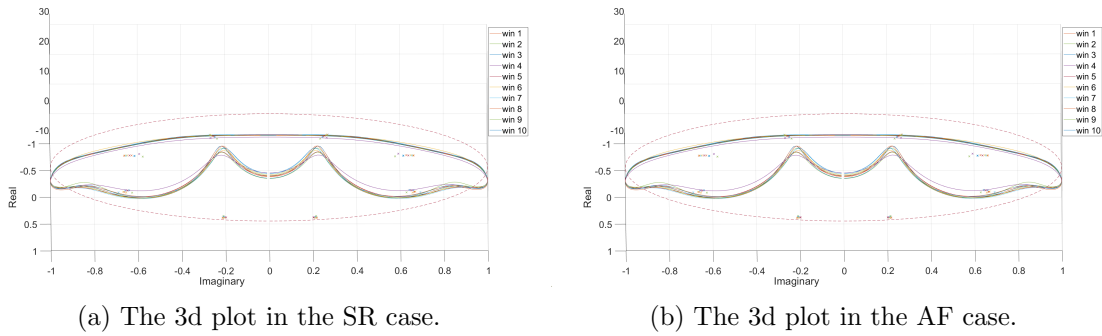 30
20
10
0
-10
-1
-0.5
0
0.5
1
Real
-1
-0.8
-0.6
-0.4
-0.2
0
0.2
0.4
0.6
0.8
1
Imaginary
win 1
win 2
win 3
win 4
win 5
win 6
win 7
win 8
win 9
win 10
(a) The 3d plot in the SR case.
30
20
10
0
-10
-1
-0.5
0
0.5
1
Real
-1
-0.8
-0.6
-0.4
-0.2
0
0.2
0.4
0.6
0.8
1
Imaginary
win 1
win 2
win 3
win 4
win 5
win 6
win 7
win 8
win 9
win 10
(b) The 3d plot in the AF case.